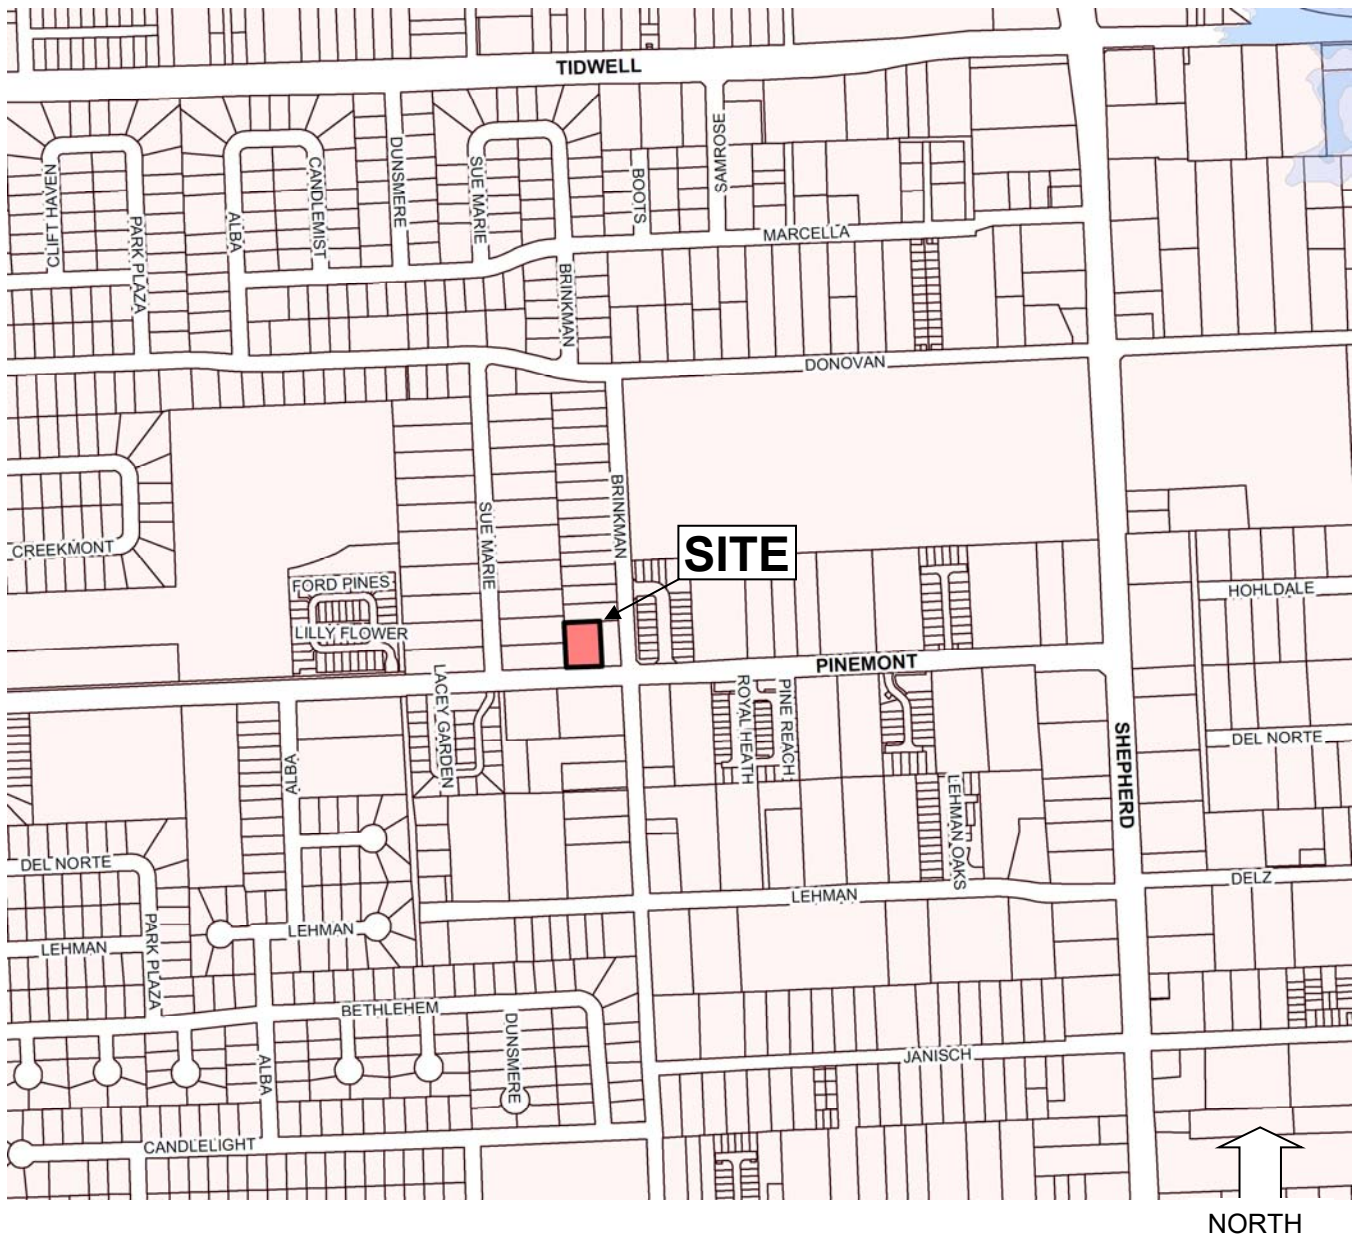 TIDWELL
CLIFT HAVEN
PARK PLAZA
ALBA
CANDLEMIST
DUNSMERE
SUE MARIE
BOOTS
SAMROSE
MARCELLA
BRINKMAN
DONOVAN
CREEKMONT
SUE MARIE
BRINKMAN
SITE
FORD PINES
LILLY FLOWER
HOHLDALE
PINEMONT
LACEY GARDEN
ROYAL HEATH
PINE REACH
ALBA
SHEPHERD
DEL NORTE
LEHMAN OAKS
DEL NORTE
LEHMAN
DELZ
PARK PLAZA
LEHMAN
LEHMAN
BETHLEHEM
DUNSMERE
ALBA
JANISCH
CANDLELIGHT
NORTH